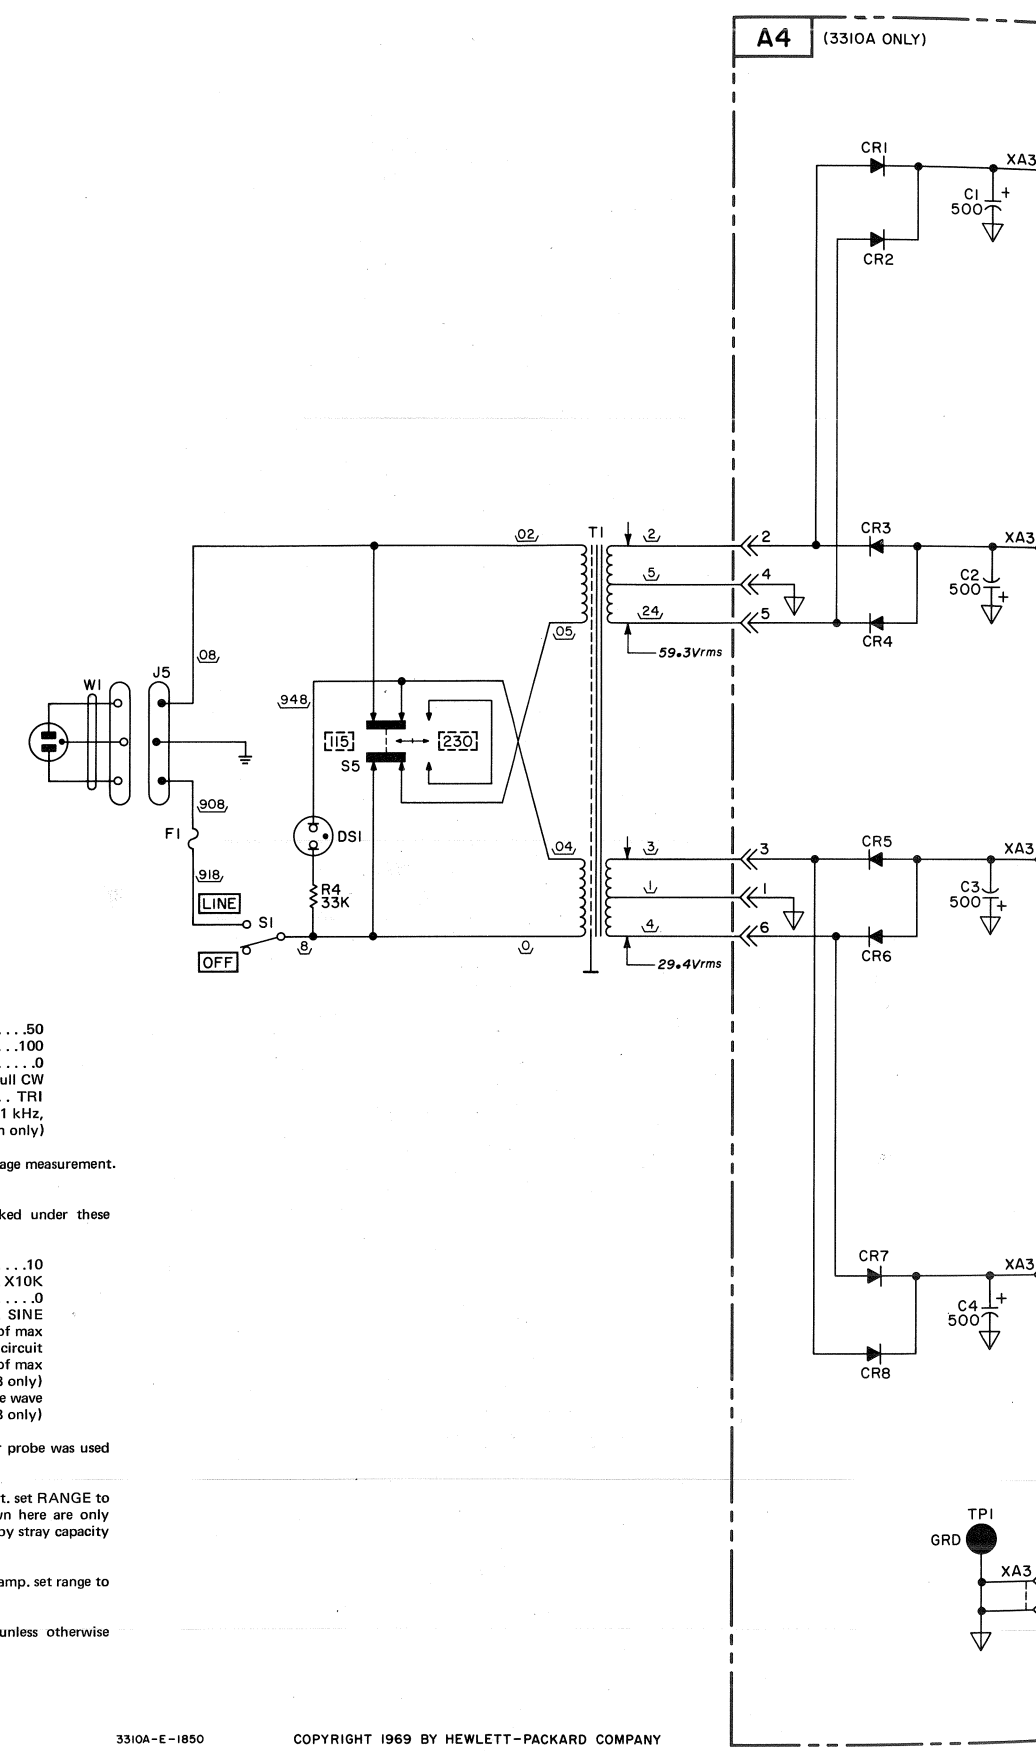 A4 (3310A ONLY)
CR1
XA3
C1 +
500
CR2
T1
02
2
2
CR3
XA3
5
4
C2
500 +
05
24
5
CR4
59.3Vrms
08
J5
W1
948
115
230
S5
908
F1
DS1
04
3
3
CR5
XA3
918
R4
33K
1
1
C3
500 +
LINE
S1
8
0
4
6
CR6
OFF
29.4Vrms
....50
...100
.....0
ull CW
.. TRI
1 kHz,
n only)
age measurement.
ked under these
....10
X10K
....0
SINE
of max
circuit
of max
B only)
e wave
B only)
CR7
XA3
C4 +
500
CR8
r probe was used
t. set RANGE to
wn here are only
by stray capacity
TP1
GRD
XA3
amp. set range to
unless otherwise
3310A-E-1850
COPYRIGHT 1969 BY HEWLETT-PACKARD COMPANY